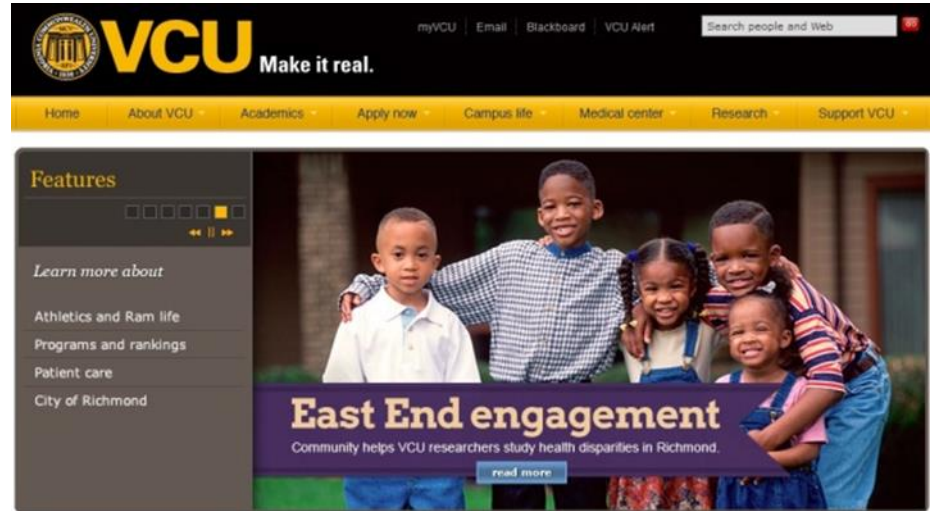 myVCU Email Blackboard VCU Alert
Search people and Web
VCU Make it real.
Home About VCU Academics Apply now Campus life Medical center Research Support VCU
Features
Learn more about
Athletics and Ram life
Programs and rankings
Patient care
City of Richmond
East End engagement
Community helps VCU researchers study health disparities in Richmond.
read more